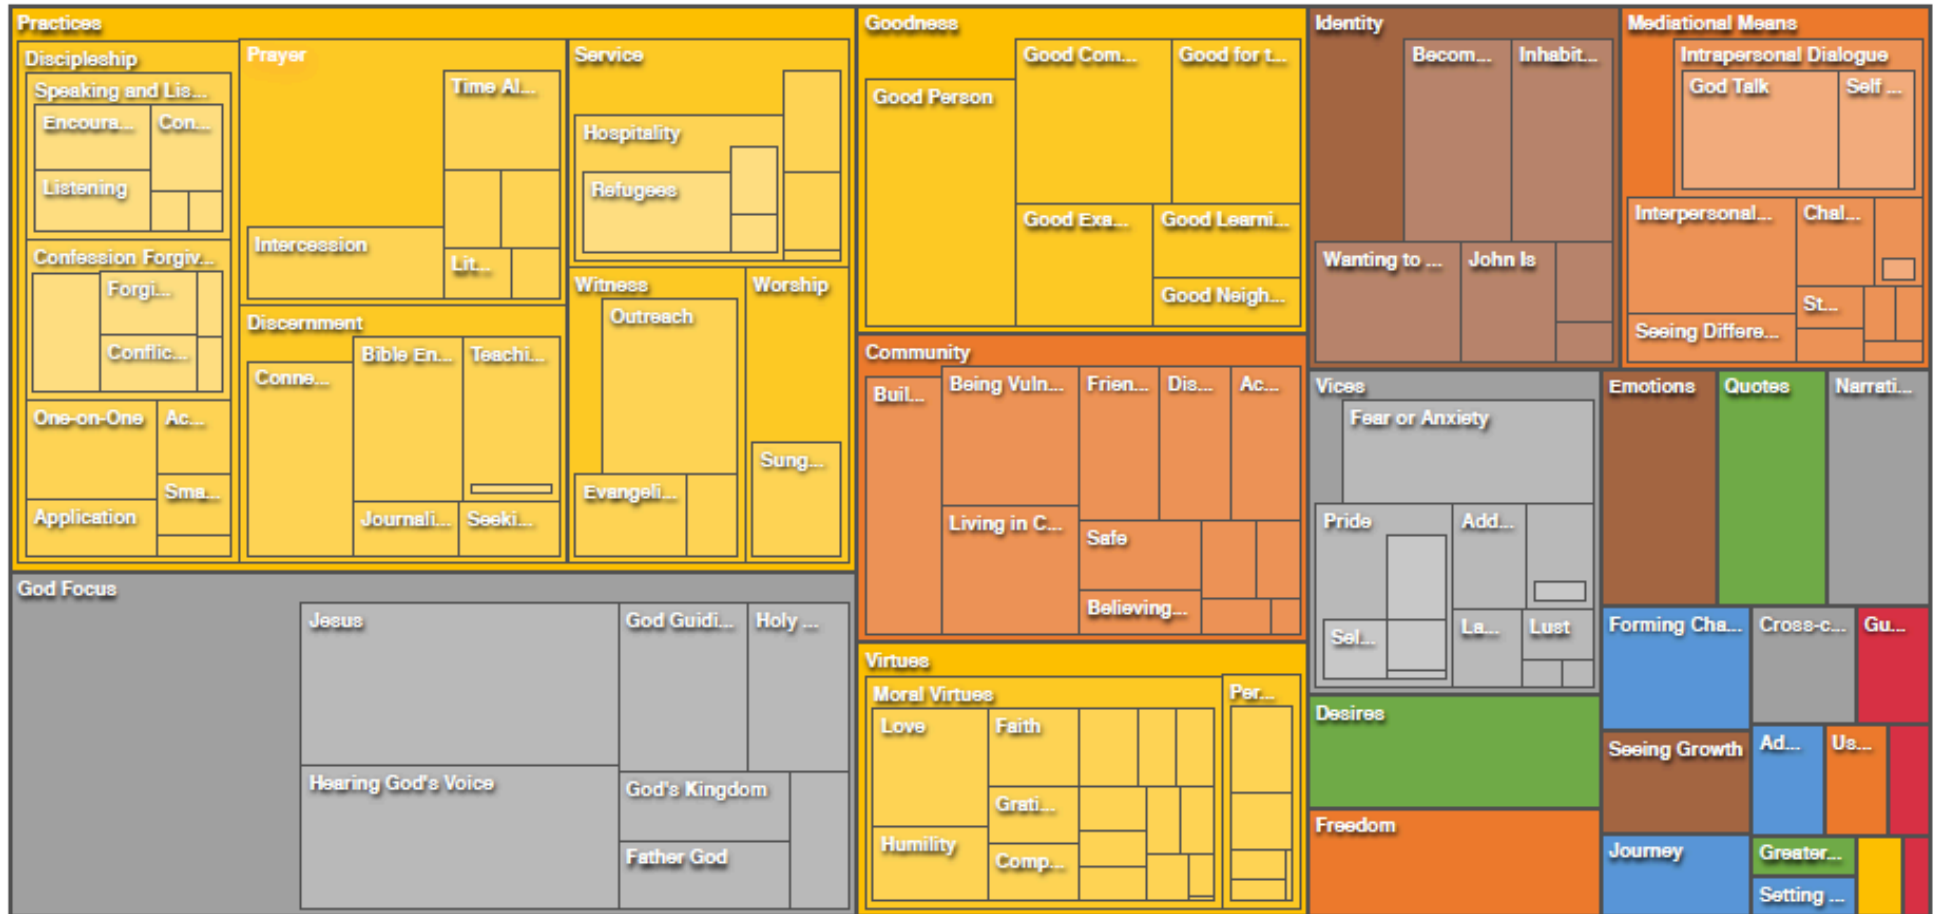 Practices
Discipleship
Speaking and Lis...
Encoura...
Con...
Listening
Confession Forgiv...
Forgi...
Conflic...
One-on-One
Ac...
Sma...
Application
Prayer
Time Al...
Intercession
Lit...
Discernment
Conne...
Bible En...
Teachi...
Journali...
Seeki...
Service
Hospitality
Refugees
Witness
Outreach
Evangeli...
Worship
Sung...
God Focus
Jesus
Hearing God's Voice
God Guidi...
Holy ...
God's Kingdom
Father God
Goodness
Good Person
Good Com...
Good for t...
Good Exa...
Good Learni...
Good Neigh...
Community
Buil...
Being Vuln...
Living in C...
Frien...
Dis...
Ac...
Safe
Believing...
Virtues
Moral Virtues
Love
Humility
Faith
Grati...
Comp...
Per...
Identity
Becom...
Inhabit...
Wanting to ...
John Is
Mediational Means
Intrapersonal Dialogue
God Talk
Self ...
Interpersonal...
Chal...
St...
Seeing Differe...
Vices
Fear or Anxiety
Pride
Sel...
Add...
La...
Lust
Desires
Freedom
Emotions
Quotes
Narrati...
Forming Cha...
Cross-c...
Gu...
Seeing Growth
Ad...
Us...
Journey
Greater...
Setting ...